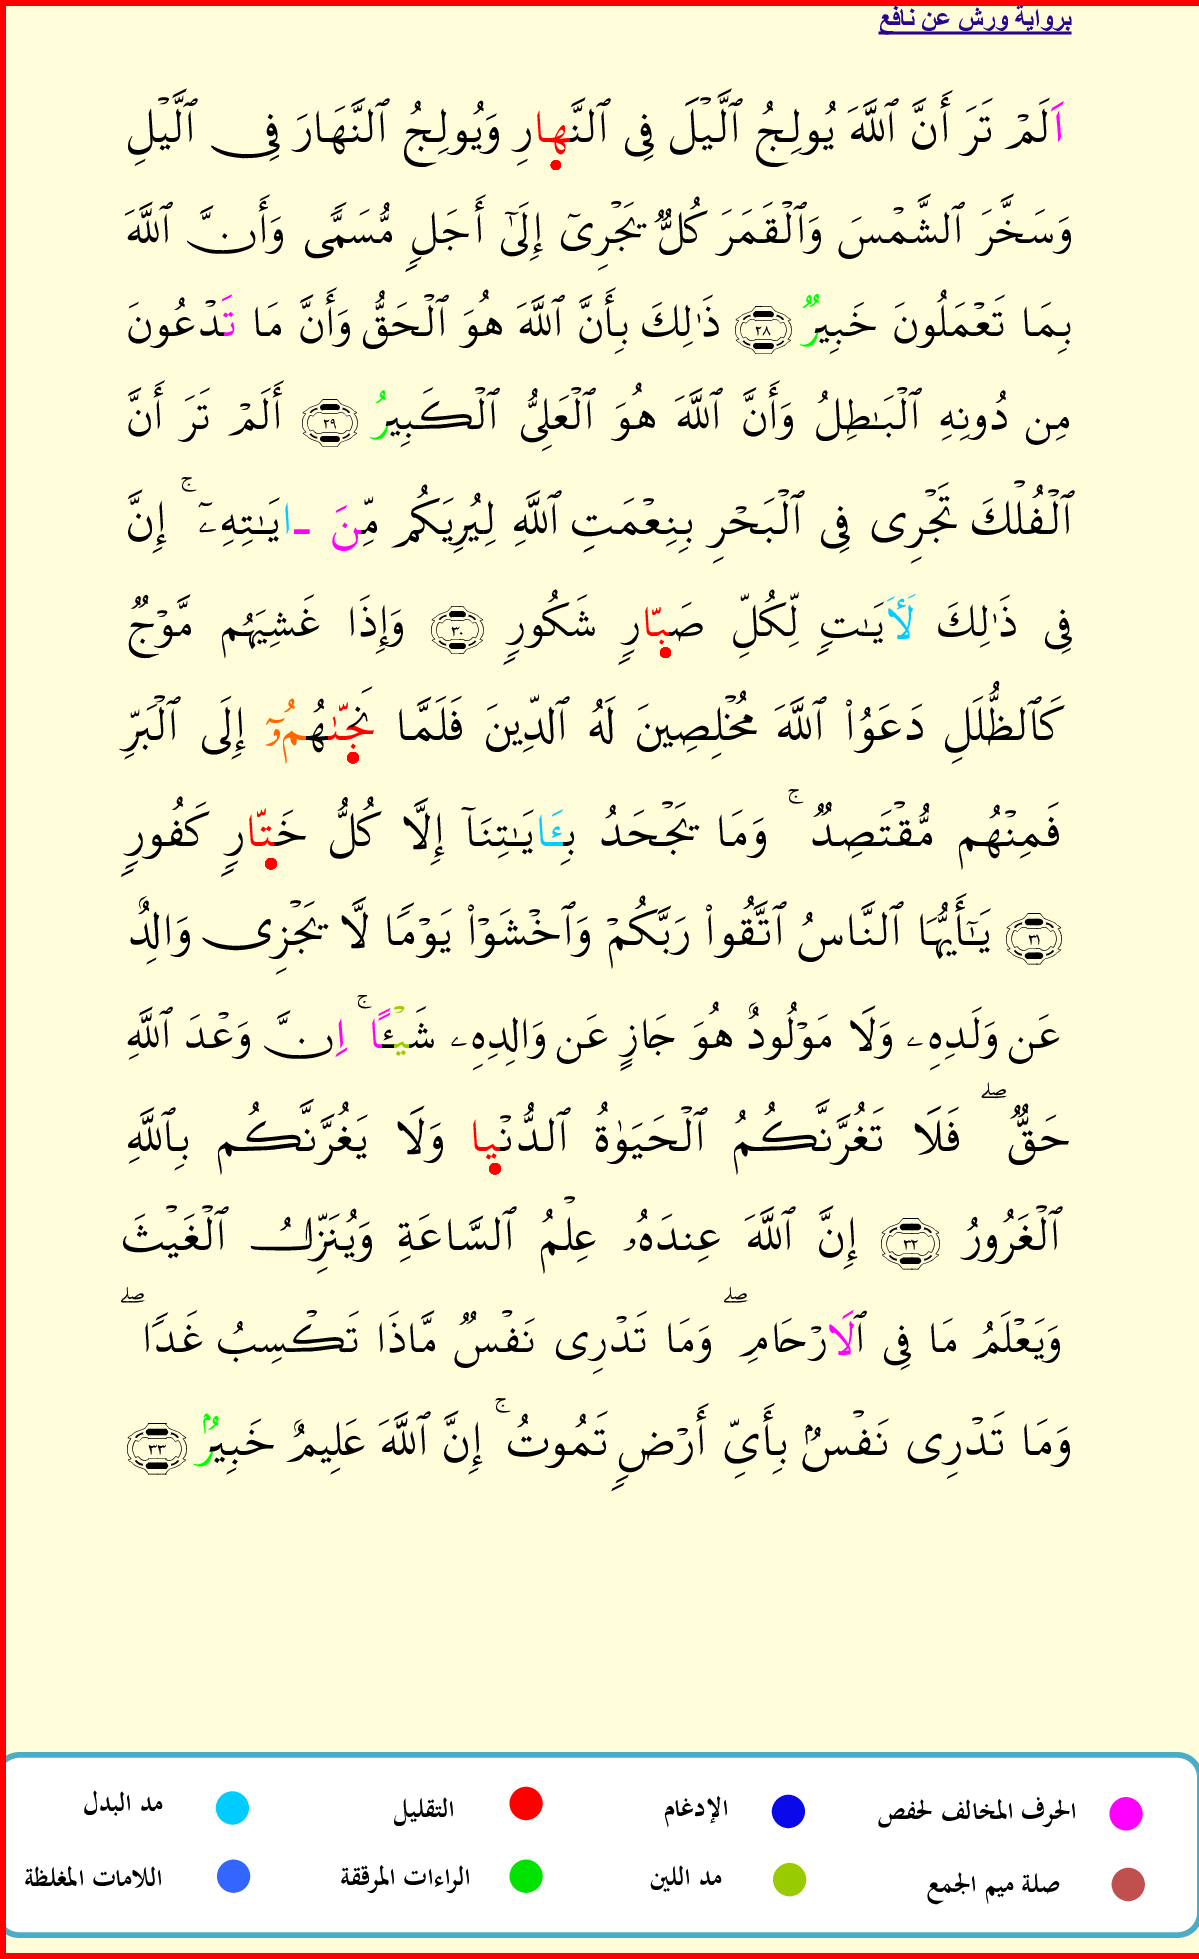 برواية ورش عن نافع
اَلَمْ تَرَ أَنَّ ٱللَّهَ يُولِجُ ٱلَّيْلَ فِى ٱلنَّهارِ وَيُولِجُ ٱلنَّهَارَ فِى ٱلَّيْلِ
وَسَخَّرَ ٱلشَّمْسَ وَٱلْقَمَرَ كُلٌّ يَجْرِىٓ إِلَىٰٓ أَجَلٍ مُّسَمًّى وَأَنَّ ٱللَّهَ
بِمَا تَعْمَلُونَ خَبِيرٌ ٢٨ ذَٰلِكَ بِأَنَّ ٱللَّهَ هُوَ ٱلْحَقُّ وَأَنَّ مَا تَدْعُونَ
مِن دُونِهِ ٱلْبَـٰطِلُ وَأَنَّ ٱللَّهَ هُوَ ٱلْعَلِىُّ ٱلْكَبِيرُ ٢٩ أَلَمْ تَرَ أَنَّ
ٱلْفُلْكَ تَجْرِى فِى ٱلْبَحْرِ بِنِعْمَتِ ٱللَّهِ لِيُرِيَكُم مِّنَ ـايَـٰتِهِۦٓ ۚ إِنَّ
فِى ذَٰلِكَ لَأَيَـٰتٍ لِّكُلِّ صَبّارٍ شَكُورٍ ٣٠ وَإِذَا غَشِيَهُم مَّوْجٌ
كَٱلظُّلَلِ دَعَوُا۟ ٱللَّهَ مُخْلِصِينَ لَهُ ٱلدِّينَ فَلَمَّا نَجّىٰهُمُۥٓ إِلَى ٱلْبَرِّ
فَمِنْهُم مُّقْتَصِدٌ ۚ وَمَا يَجْحَدُ بِـَٔايَـٰتِنَآ إِلَّا كُلُّ خَتّارٍ كَفُورٍ
٣١ يَـٰٓأَيُّهَا ٱلنَّاسُ ٱتَّقُوا۟ رَبَّكُمْ وَٱخْشَوْا۟ يَوْمًا لَّا يَجْزِى وَالِدٌ
عَن وَلَدِهِۦ وَلَا مَوْلُودٌ هُوَ جَازٍ عَن وَالِدِهِۦ شَيْـًٔا ۚ اِنَّ وَعْدَ ٱللَّهِ
حَقٌّ ۖ فَلَا تَغُرَّنَّكُمُ ٱلْحَيَوٰةُ ٱلدُّنْيا وَلَا يَغُرَّنَّكُم بِٱللَّهِ
ٱلْغَرُورُ ٣٢ إِنَّ ٱللَّهَ عِندَهُۥ عِلْمُ ٱلسَّاعَةِ وَيُنَزِّلُ ٱلْغَيْثَ
وَيَعْلَمُ مَا فِى ٱلَارْحَامِ ۖ وَمَا تَدْرِى نَفْسٌ مَّاذَا تَكْسِبُ غَدًا ۖ
وَمَا تَدْرِى نَفْسٌۢ بِأَىِّ أَرْضٍ تَمُوتُ ۚ إِنَّ ٱللَّهَ عَلِيمٌ خَبِيرٌۢ ٣٣
الحرف المخالف لحفص الإدغام التقليل مد البدل
صلة ميم الجمع مد اللين الراءات المرققة اللامات المغلظة